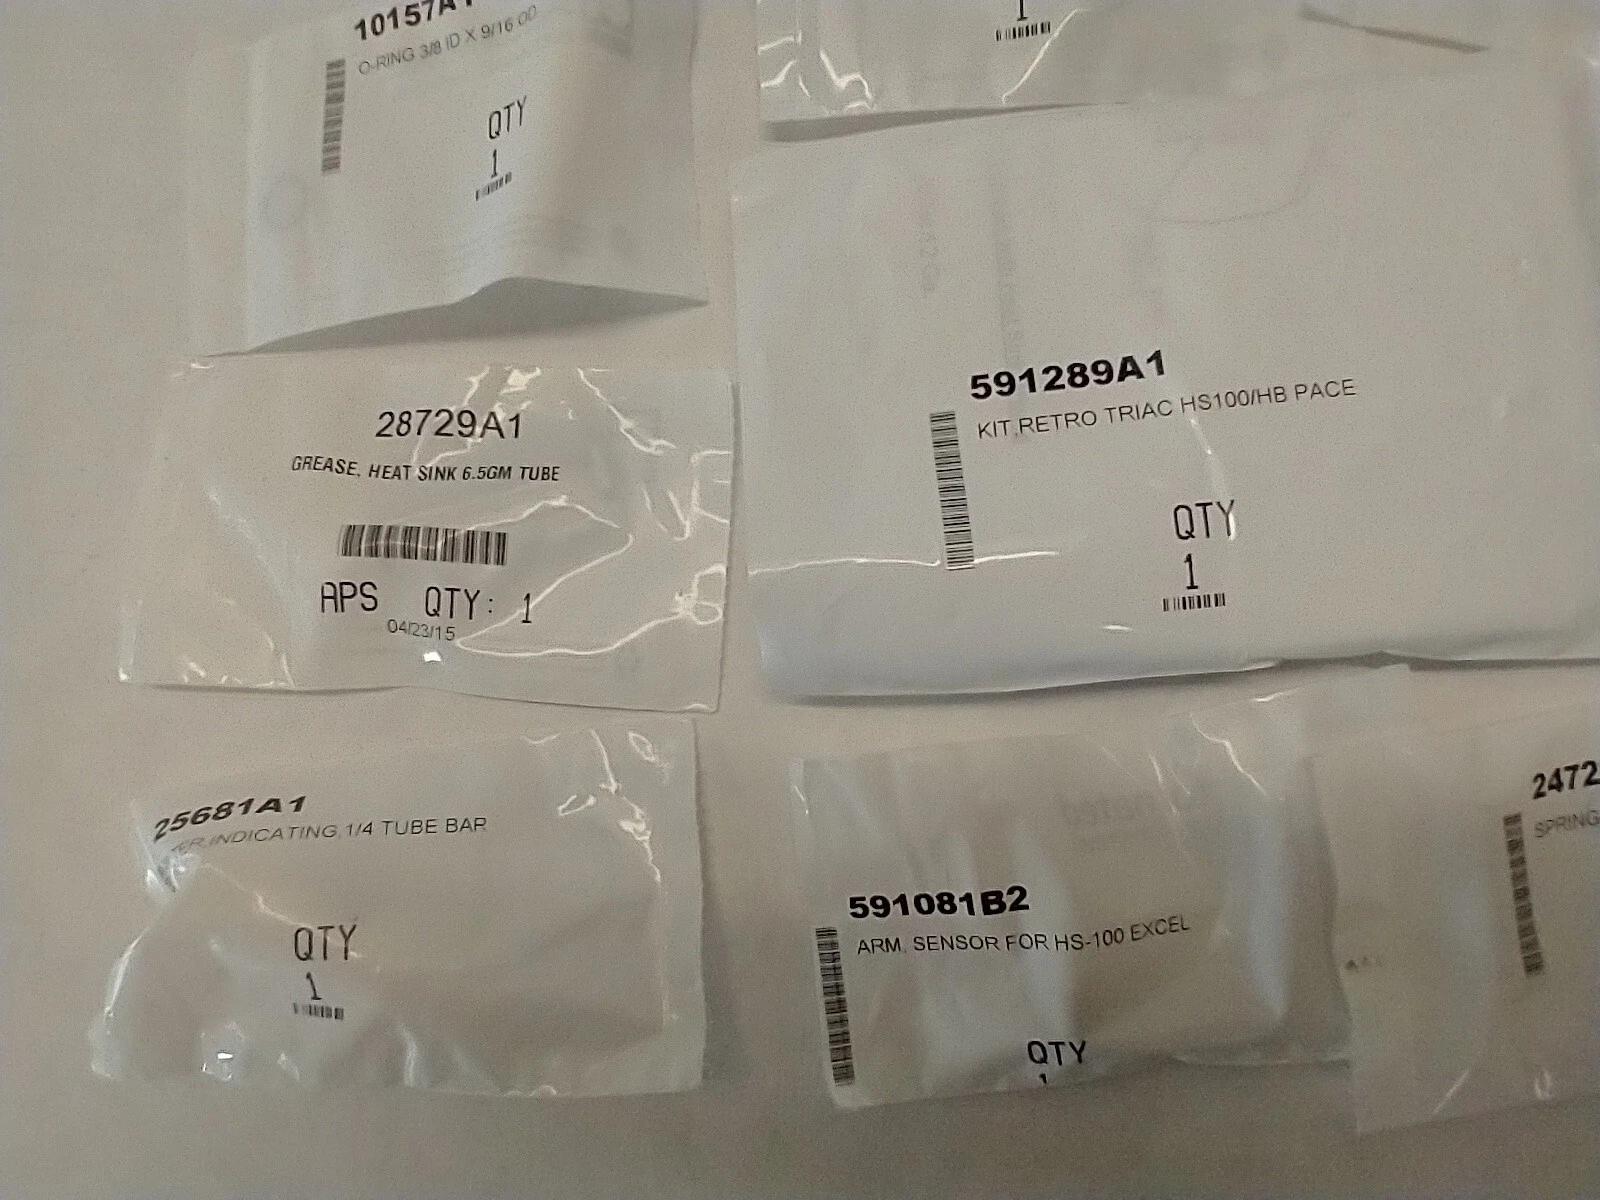 10157A1
O-RING 3/8 ID X 9/16 OD
QTY
1
1
28729A1
GREASE, HEAT SINK 6.5GM TUBE
APS QTY: 1
04/23/15
591289A1
KIT,RETRO TRIAC HS100/HB PACE
QTY
1
25681A1
INDICATING,1/4 TUBE BAR
QTY
1
591081B2
ARM, SENSOR FOR HS-100 EXCEL
QTY
1
2472
SPRING